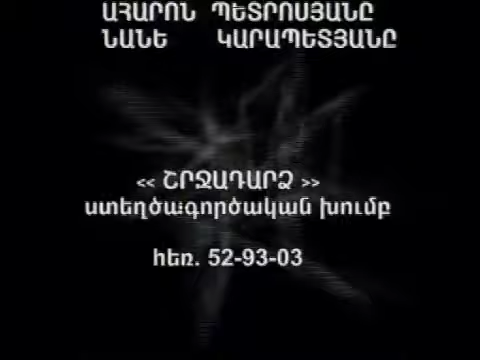 ԱՀԱՐՈՆ ՊԵՏՐՈՍՅԱՆԸ
ՆԱՆԵ ԿԱՐԱՊԵՏՅԱՆԸ
<< ՇՐՋԱԴԱՐՁ >>
ստեղծագործական խումբ
հեռ. 52-93-03